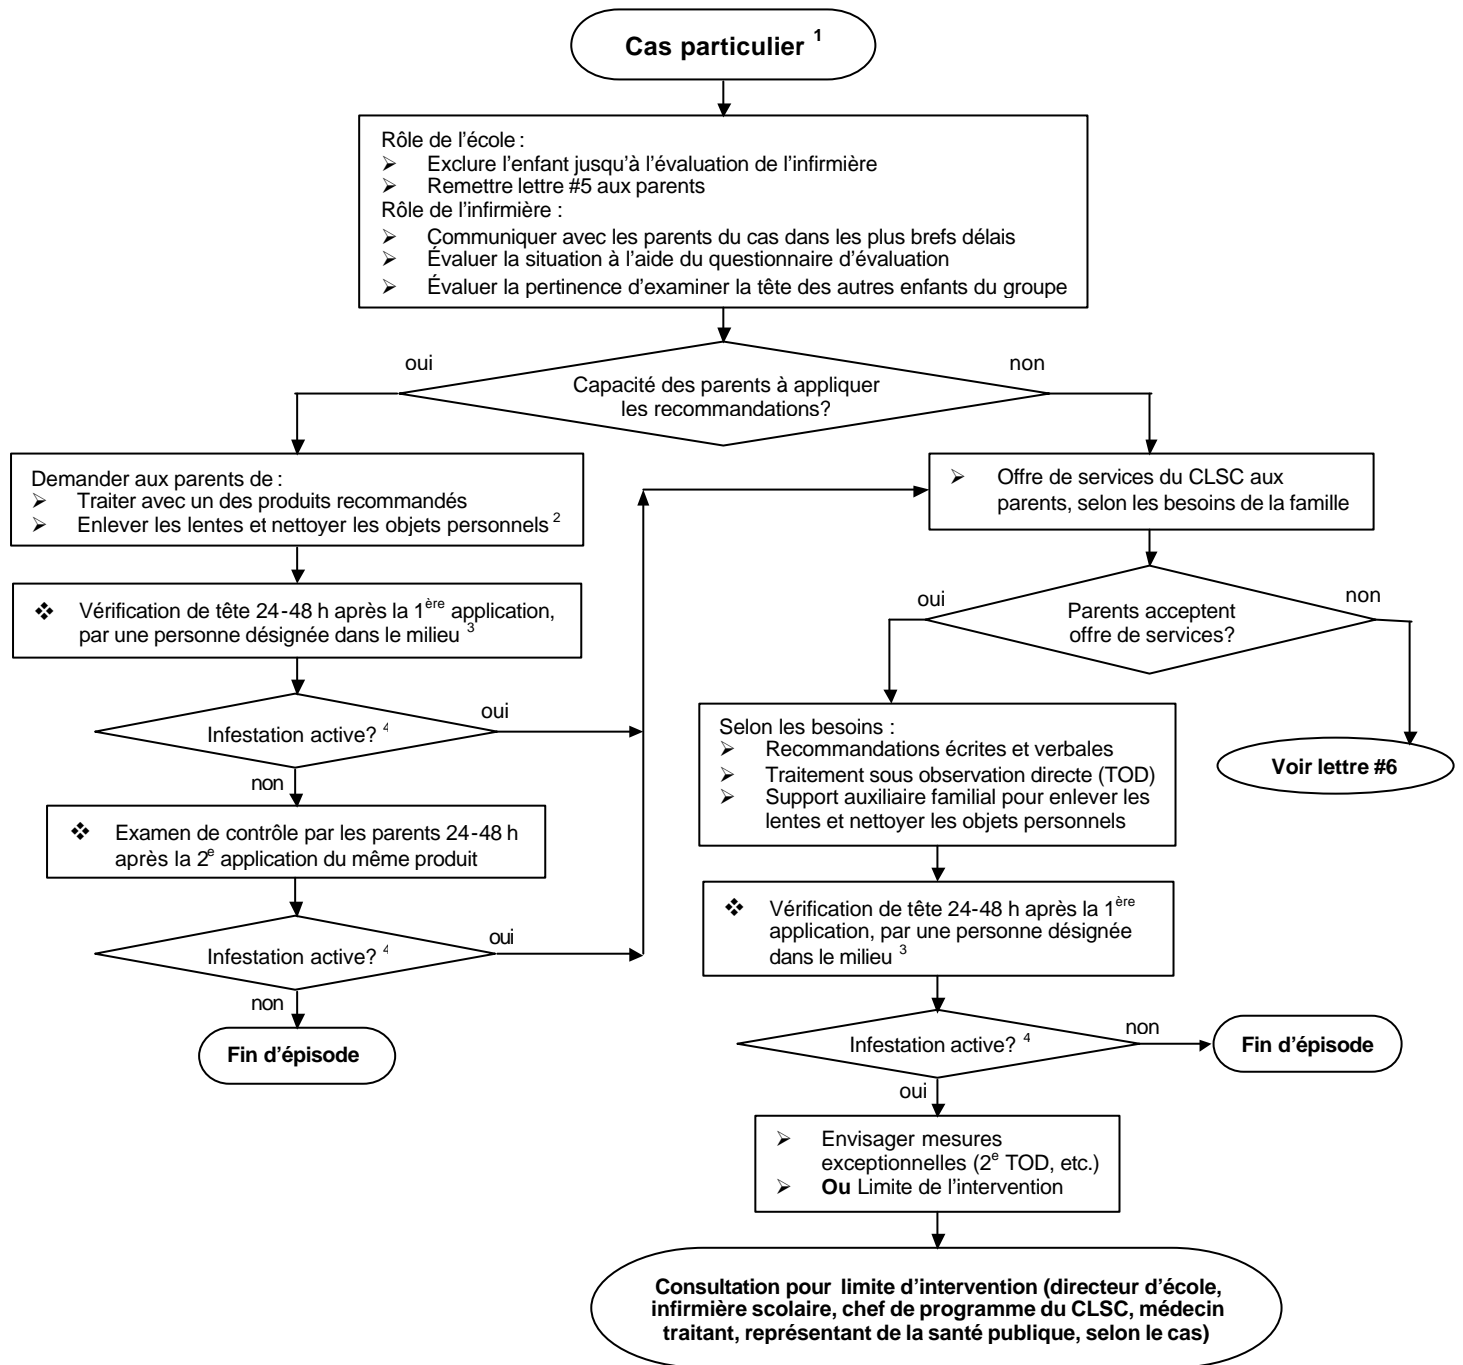 Cas particulier 1
Rôle de l'école :
➢ Exclure l'enfant jusqu'à l'évaluation de l'infirmière
➢ Remettre lettre #5 aux parents
Rôle de l'infirmière :
➢ Communiquer avec les parents du cas dans les plus brefs délais
➢ Évaluer la situation à l'aide du questionnaire d'évaluation
➢ Évaluer la pertinence d'examiner la tête des autres enfants du groupe
oui
non
Capacité des parents à appliquer
les recommandations?
Demander aux parents de :
➢ Traiter avec un des produits recommandés
➢ Enlever les lentes et nettoyer les objets personnels 2
❖ Vérification de tête 24-48 h après la 1ère application,
par une personne désignée dans le milieu 3
Infestation active? 4
oui
non
❖ Examen de contrôle par les parents 24-48 h
après la 2e application du même produit
Infestation active? 4
oui
non
Fin d'épisode
➢ Offre de services du CLSC aux
parents, selon les besoins de la famille
oui
non
Parents acceptent
offre de services?
Voir lettre #6
Selon les besoins :
➢ Recommandations écrites et verbales
➢ Traitement sous observation directe (TOD)
➢ Support auxiliaire familial pour enlever les
lentes et nettoyer les objets personnels
❖ Vérification de tête 24-48 h après la 1ère
application, par une personne désignée
dans le milieu 3
Infestation active? 4
non
Fin d'épisode
oui
➢ Envisager mesures
exceptionnelles (2e TOD, etc.)
➢ Ou Limite de l'intervention
Consultation pour limite d'intervention (directeur d'école,
infirmière scolaire, chef de programme du CLSC, médecin
traitant, représentant de la santé publique, selon le cas)